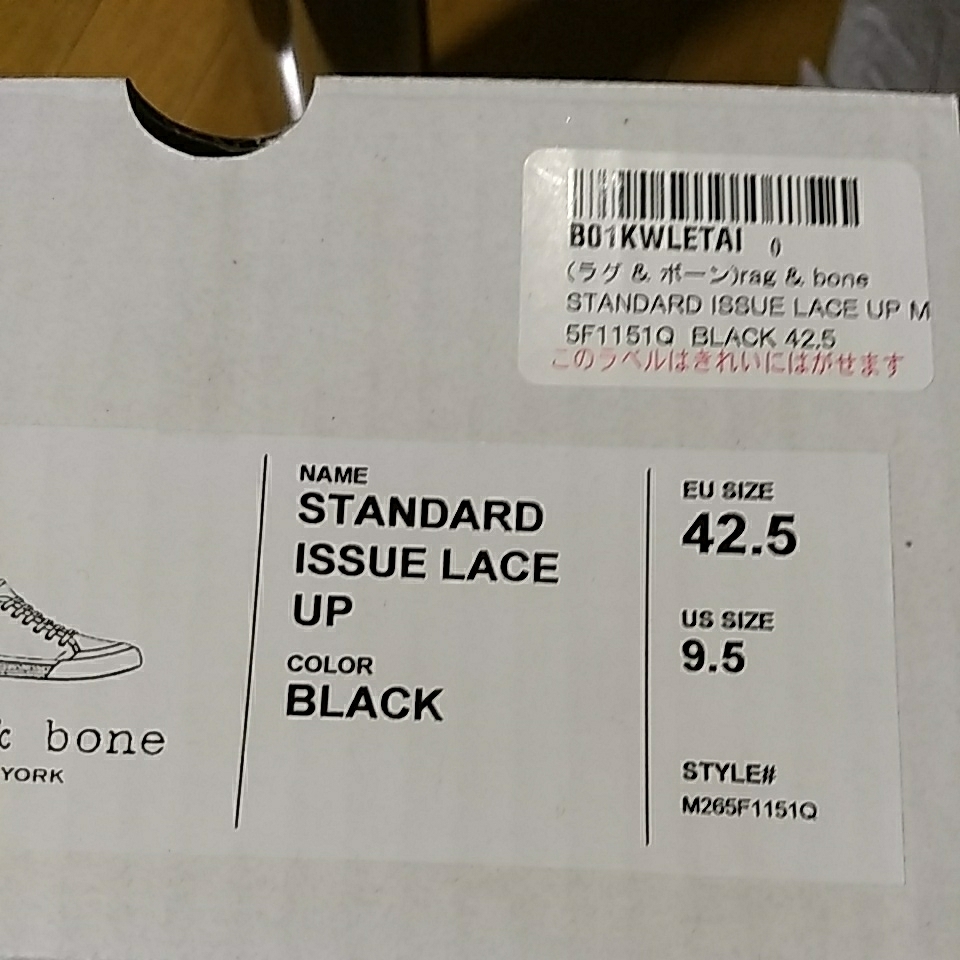 B01KWLETAI ()
(ラグ & ボーン)rag & bone
STANDARD ISSUE LACE UP M
5F1151Q BLACK 42.5
このラベルはきれいにはがせます
NAME
STANDARD
ISSUE LACE
UP
COLOR
BLACK
EU SIZE
42.5
US SIZE
9.5
STYLE#
M265F1151Q
bone
YORK